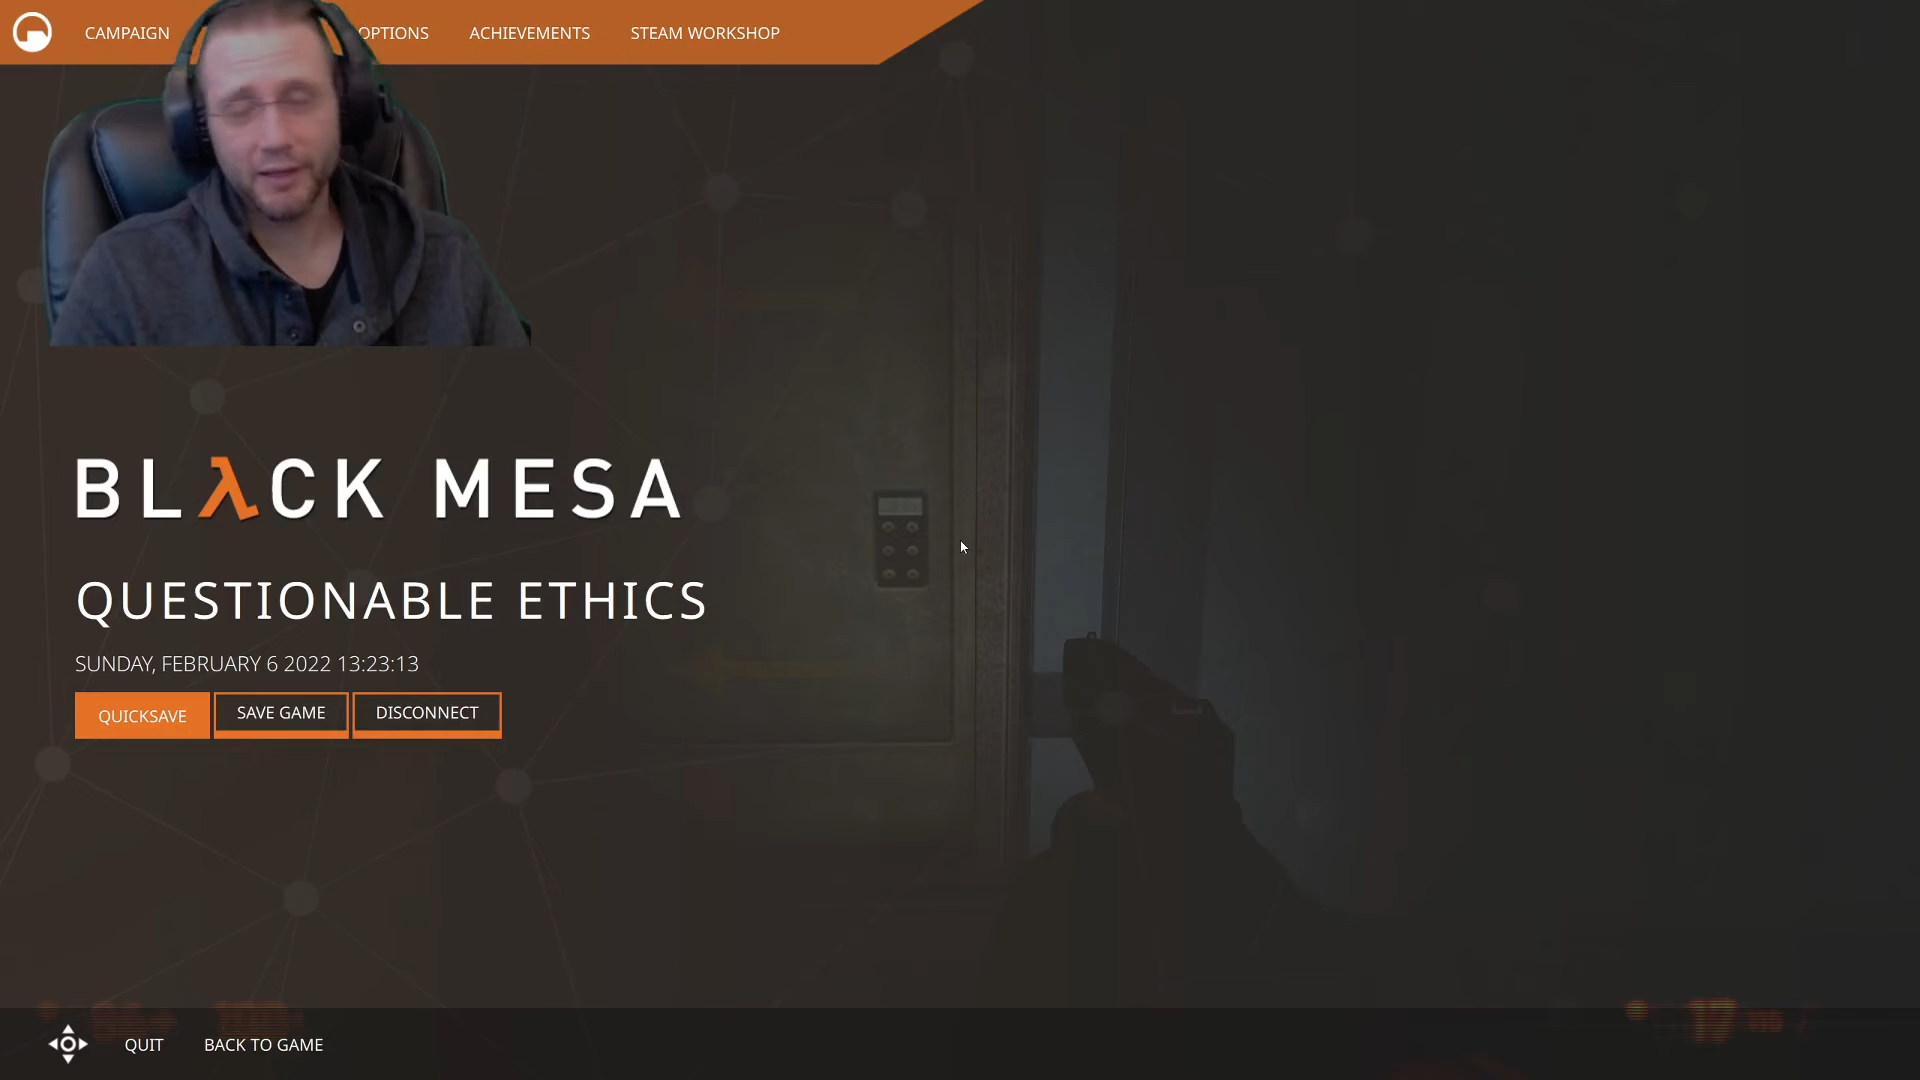 CAMPAIGN OPTIONS ACHIEVEMENTS STEAM WORKSHOP
BLλCK MESA
QUESTIONABLE ETHICS
SUNDAY, FEBRUARY 6 2022 13:23:13
QUICKSAVE SAVE GAME DISCONNECT
QUIT BACK TO GAME